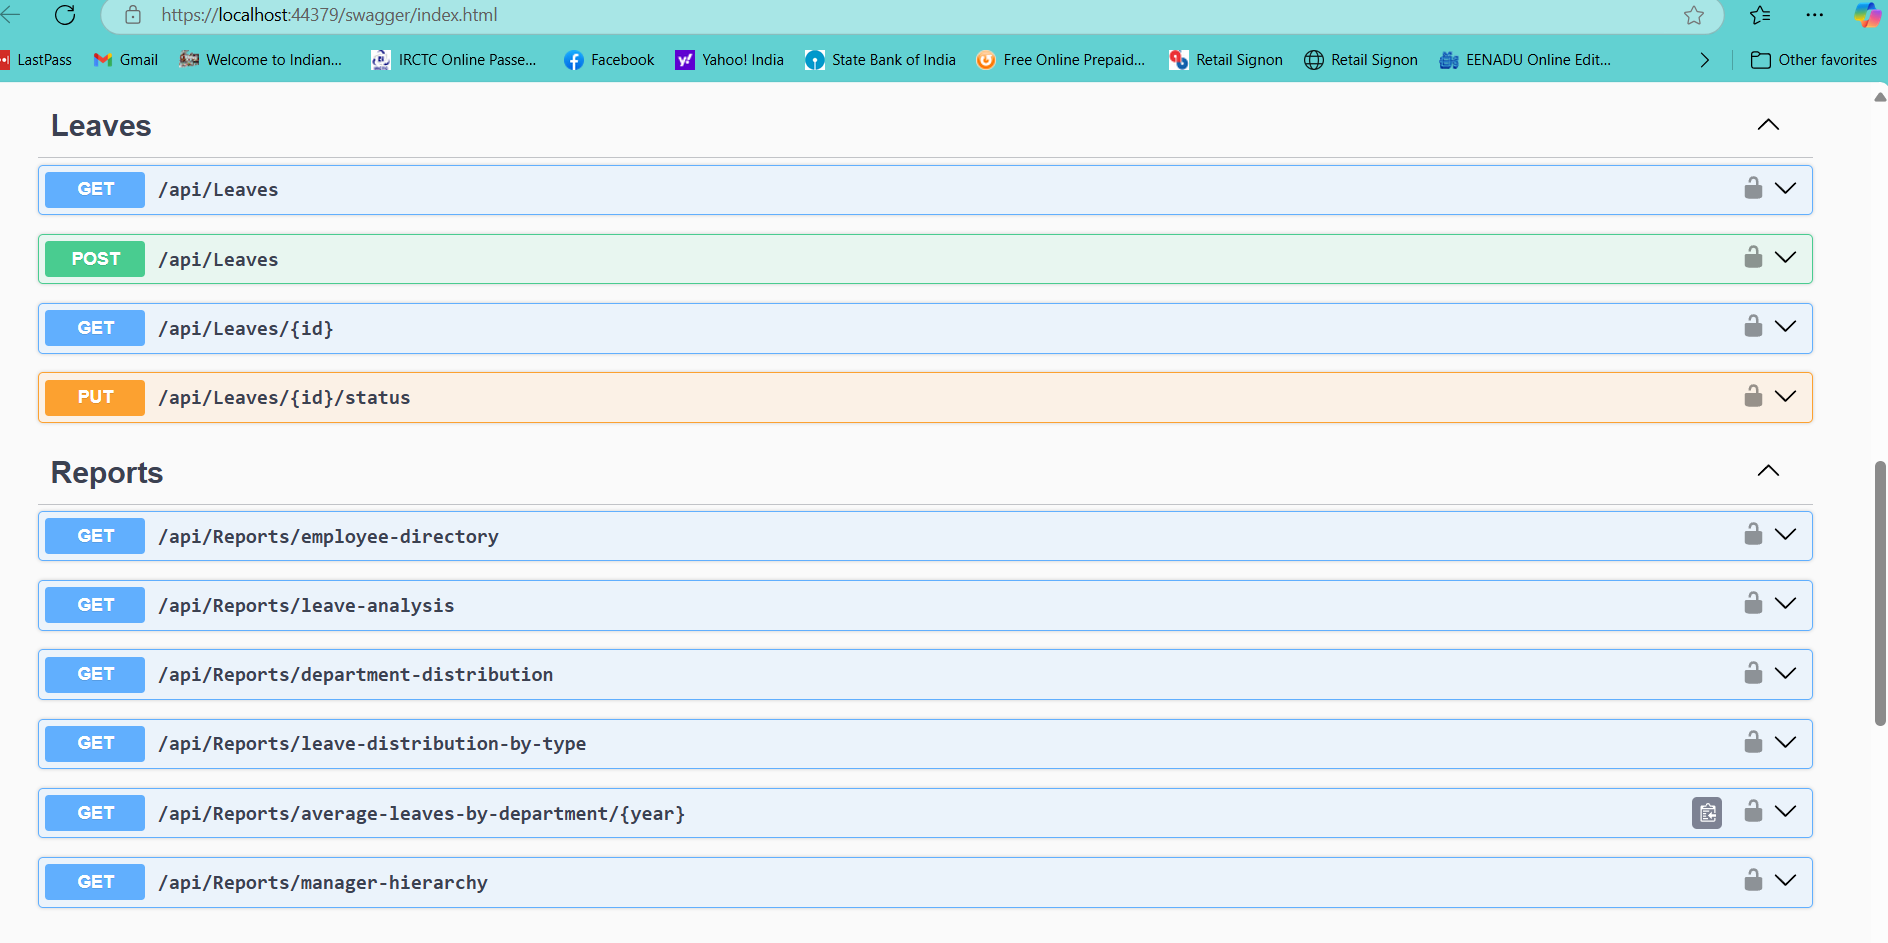 https://localhost:44379/swagger/index.html
LastPass Gmail Welcome to Indian... IRCTC Online Passe... Facebook Yahoo! India State Bank of India Free Online Prepaid... Retail Signon Retail Signon EENADU Online Edit... Other favorites
Leaves
GET /api/Leaves
POST /api/Leaves
GET /api/Leaves/{id}
PUT /api/Leaves/{id}/status
Reports
GET /api/Reports/employee-directory
GET /api/Reports/leave-analysis
GET /api/Reports/department-distribution
GET /api/Reports/leave-distribution-by-type
GET /api/Reports/average-leaves-by-department/{year}
GET /api/Reports/manager-hierarchy